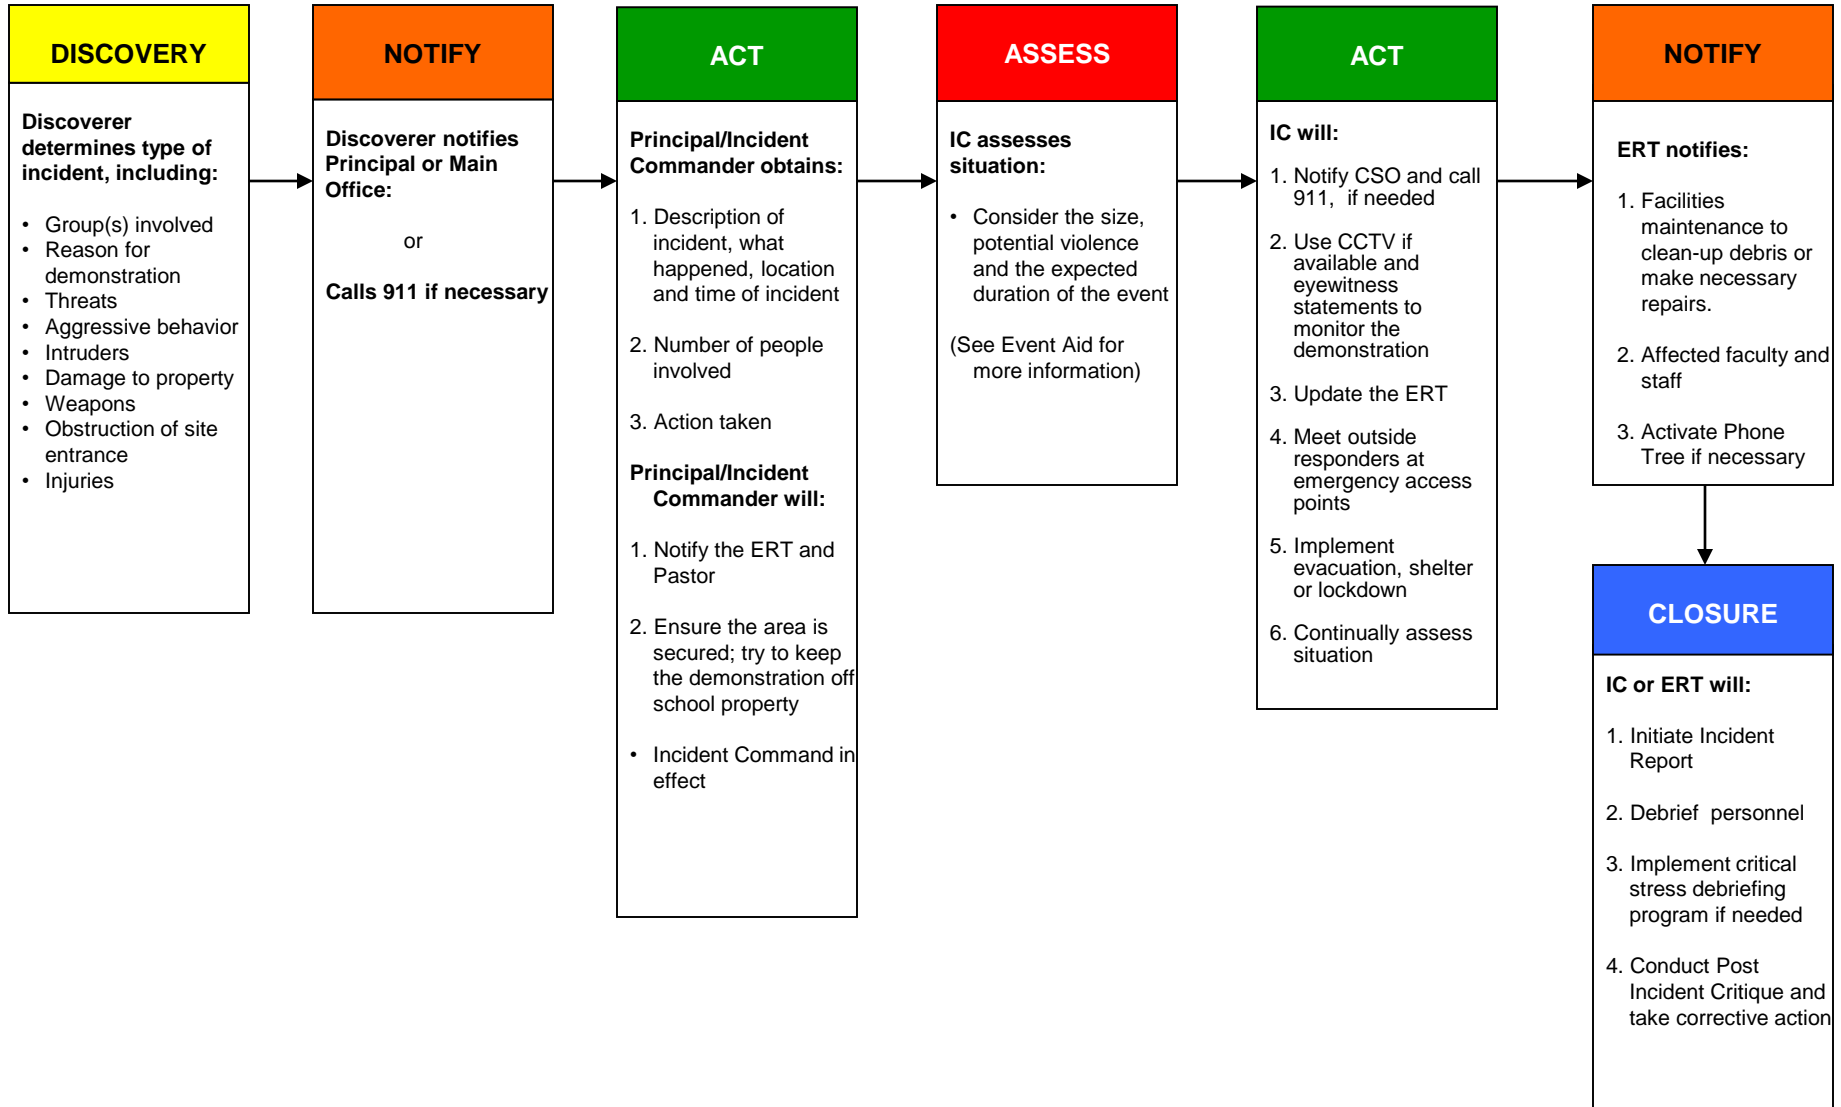 DISCOVERY
Discoverer
determines type of
incident, including:
• Group(s) involved
• Reason for
demonstration
• Threats
• Aggressive behavior
• Intruders
• Damage to property
• Weapons
• Obstruction of site
entrance
• Injuries
NOTIFY
Discoverer notifies
Principal or Main
Office:
or
Calls 911 if necessary
ACT
Principal/Incident
Commander obtains:
1. Description of
incident, what
happened, location
and time of incident
2. Number of people
involved
3. Action taken
Principal/Incident
Commander will:
1. Notify the ERT and
Pastor
2. Ensure the area is
secured; try to keep
the demonstration off
school property
• Incident Command in
effect
ASSESS
IC assesses
situation:
• Consider the size,
potential violence
and the expected
duration of the event
(See Event Aid for
more information)
ACT
IC will:
1. Notify CSO and call
911, if needed
2. Use CCTV if
available and
eyewitness
statements to
monitor the
demonstration
3. Update the ERT
4. Meet outside
responders at
emergency access
points
5. Implement
evacuation, shelter
or lockdown
6. Continually assess
situation
NOTIFY
ERT notifies:
1. Facilities
maintenance to
clean-up debris or
make necessary
repairs.
2. Affected faculty and
staff
3. Activate Phone
Tree if necessary
CLOSURE
IC or ERT will:
1. Initiate Incident
Report
2. Debrief personnel
3. Implement critical
stress debriefing
program if needed
4. Conduct Post
Incident Critique and
take corrective action